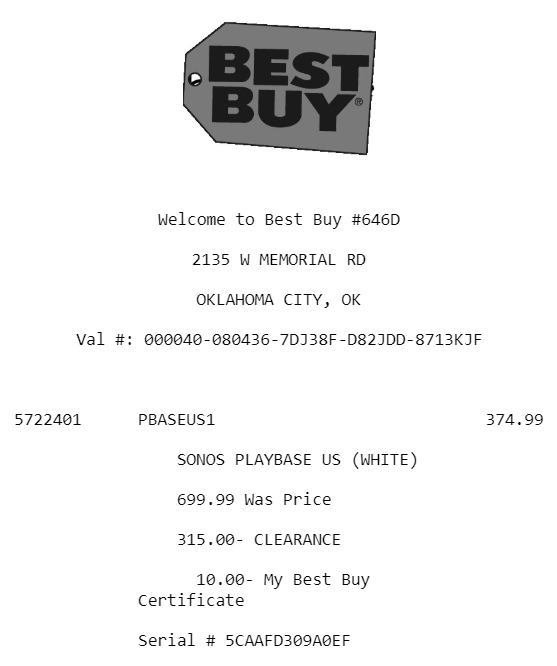 BEST
BUY®
Welcome to Best Buy #646D
2135 W MEMORIAL RD
OKLAHOMA CITY, OK
Val #: 000040-080436-7DJ38F-D82JDD-8713KJF
5722401 PBASEUS1 374.99
SONOS PLAYBASE US (WHITE)
699.99 Was Price
315.00- CLEARANCE
10.00- My Best Buy
Certificate
Serial # 5CAAFD309A0EF